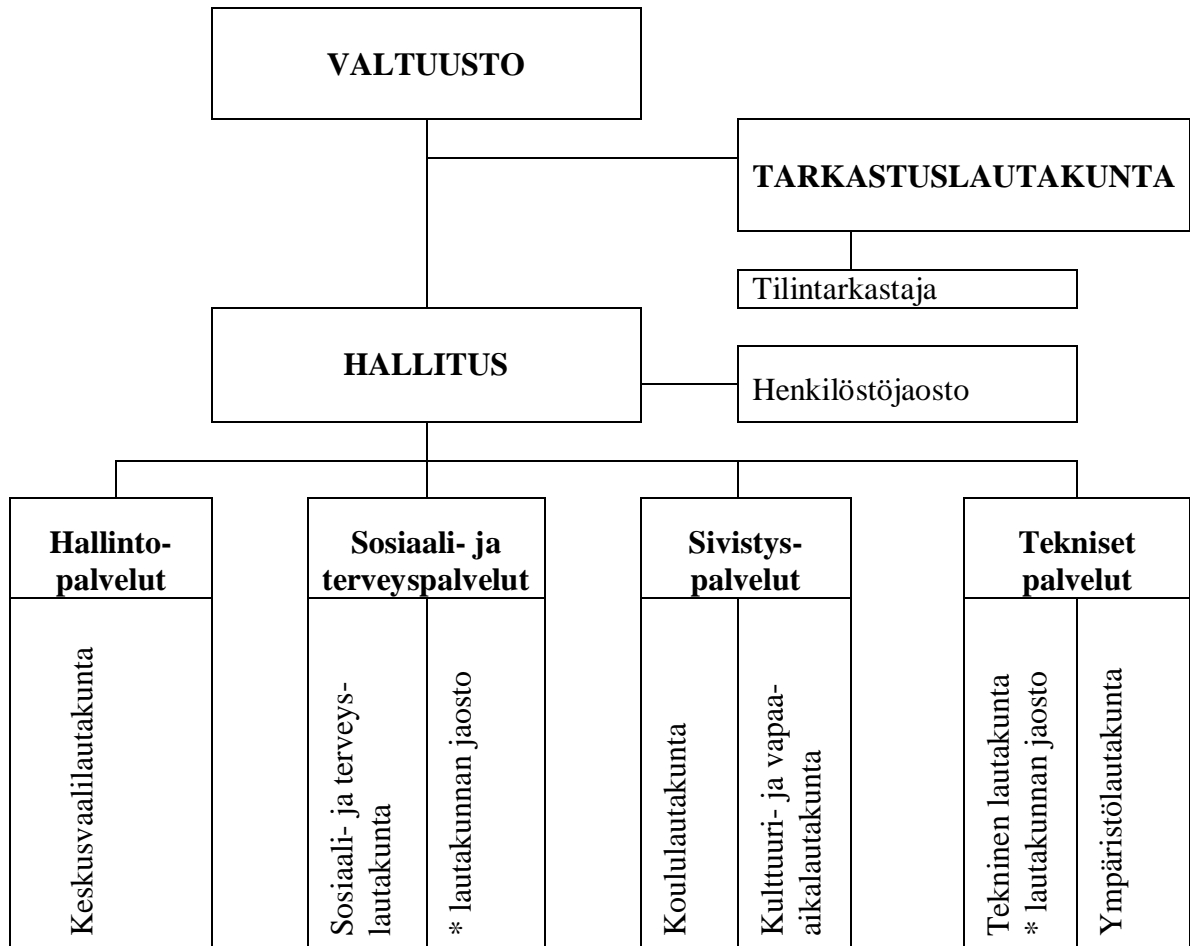 VALTUUSTO
TARKASTUSLAUTAKUNTA
Tilintarkastaja
HALLITUS
Henkilöstöjaosto
Hallinto-
palvelut
Sosiaali- ja
terveyspalvelut
Sivistys-
palvelut
Tekniset
palvelut
Keskusvaalilautakunta
Sosiaali- ja terveys-
lautakunta
* lautakunnan jaosto
Koululautakunta
Kulttuuri- ja vapaa-
aikalautakunta
Tekninen lautakunta
* lautakunnan jaosto
Ympäristölautakunta